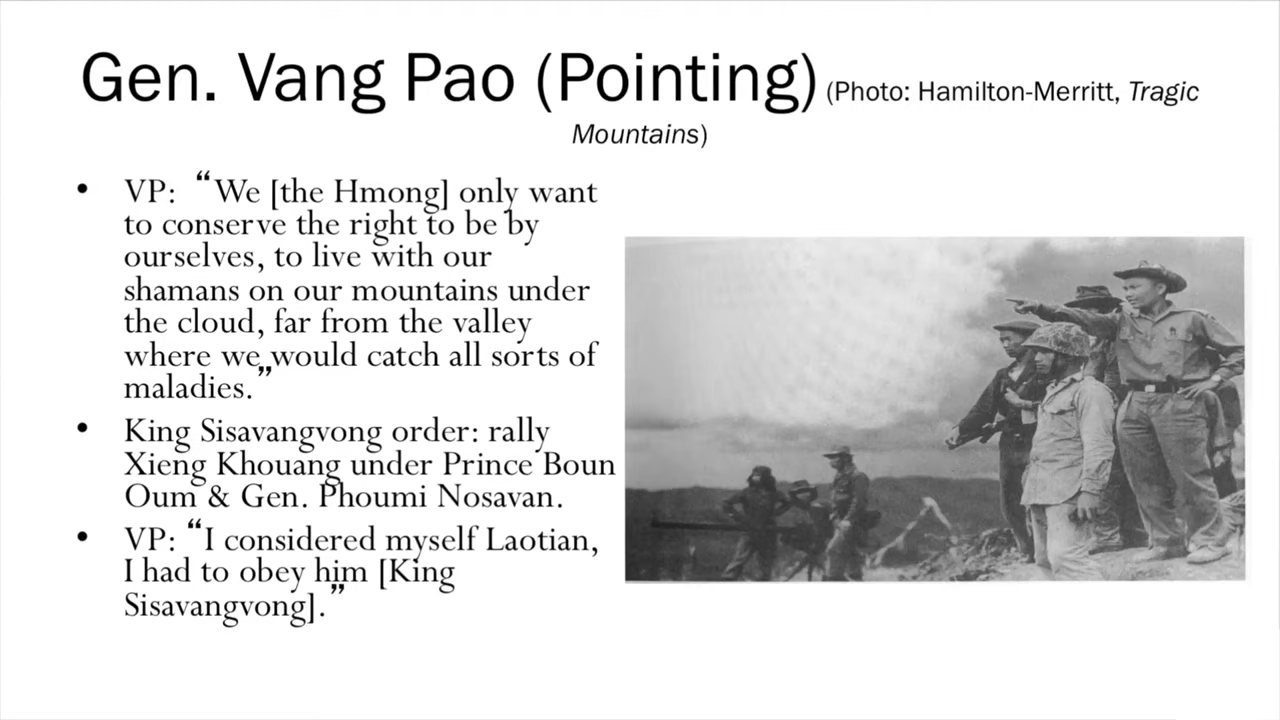 Gen. Vang Pao (Pointing) (Photo: Hamilton-Merritt, Tragic
Mountains)
• VP: “We [the Hmong] only want
to conserve the right to be by
ourselves, to live with our
shamans on our mountains under
the cloud, far from the valley
where we would catch all sorts of
maladies.”
• King Sisavangvong order: rally
Xieng Khouang under Prince Boun
Oum & Gen. Phoumi Nosavan.
• VP: “I considered myself Laotian,
I had to obey him [King
Sisavangvong].”